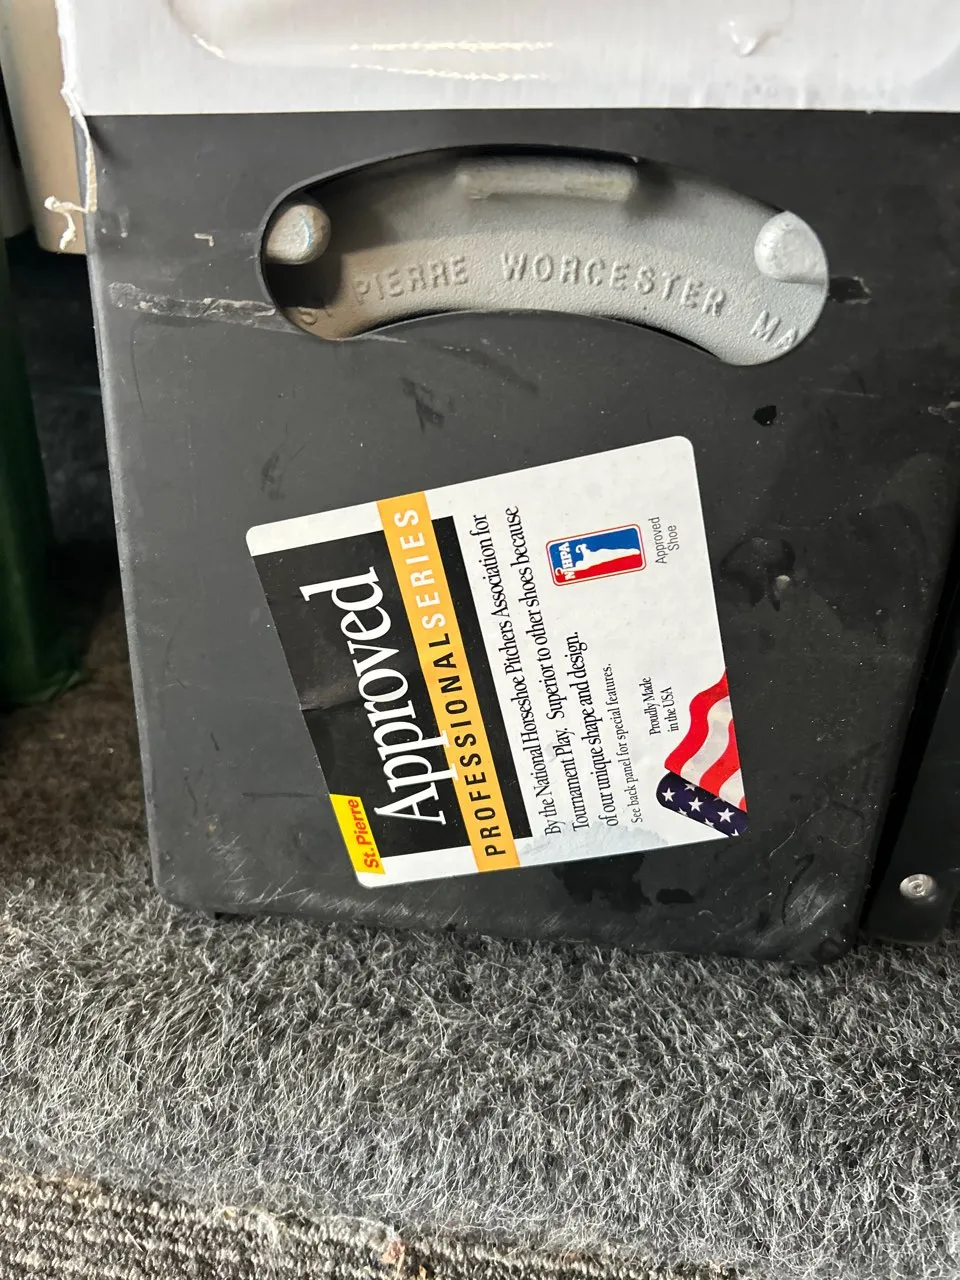 ST PIERRE WORCESTER MA
St. Pierre
Approved
PROFESSIONAL SERIES
By the National Horseshoe Pitchers Association for
Tournament Play. Superior to other shoes because
of our unique shape and design.
See back panel for special features.
NHPA
Approved
Shoe
Proudly Made
in the USA